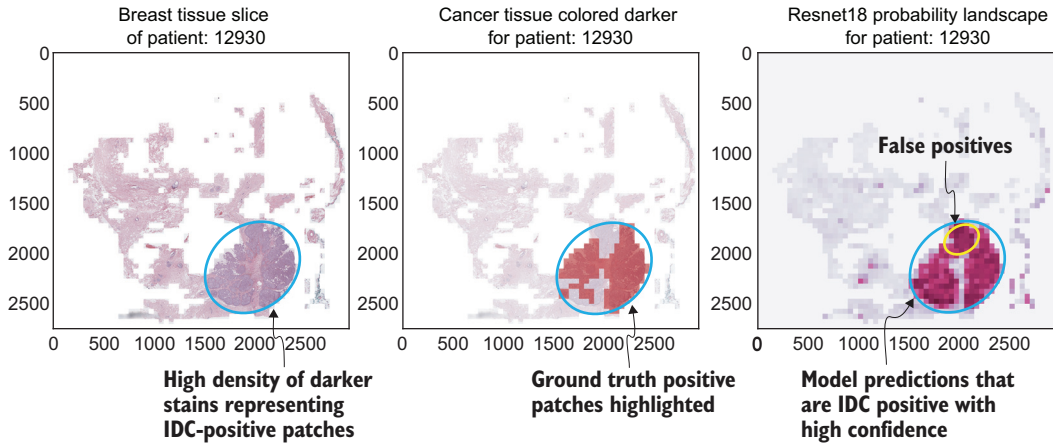 Breast tissue slice
of patient: 12930
0
500
1000
1500
2000
2500
0 500 1000 1500 2000 2500
High density of darker
stains representing
IDC-positive patches
Cancer tissue colored darker
for patient: 12930
0
500
1000
1500
2000
2500
0 500 1000 1500 2000 2500
Ground truth positive
patches highlighted
Resnet18 probability landscape
for patient: 12930
0
500
1000
1500
2000
2500
0 500 1000 1500 2000 2500
False positives
Model predictions that
are IDC positive with
high confidence